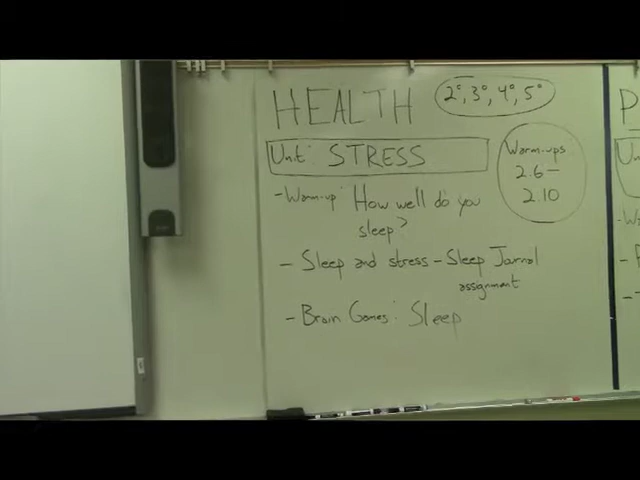 HEALTH
2°, 3°, 4°, 5°
Unit: STRESS
Warm-ups
2.6-
2.10
- Warm-up: How well do you
sleep?
- Sleep and stress - Sleep Journal
assignment
- Brain Games: Sleep